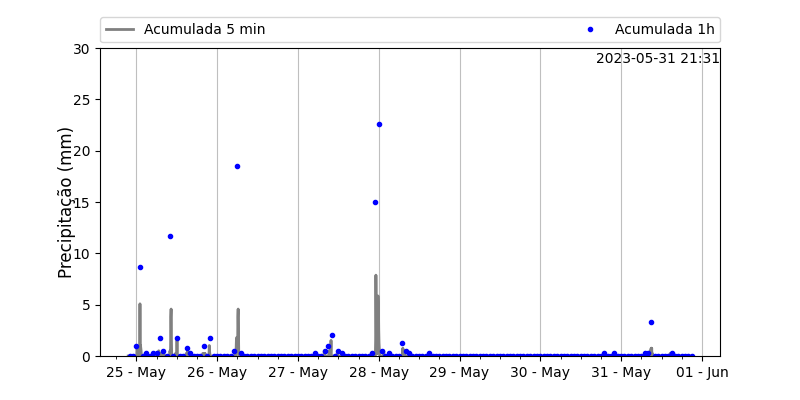 Acumulada 5 min
Acumulada 1h
2023-05-31 21:31
Precipitação (mm)
30
25
20
15
10
5
0
25 - May
26 - May
27 - May
28 - May
29 - May
30 - May
31 - May
01 - Jun